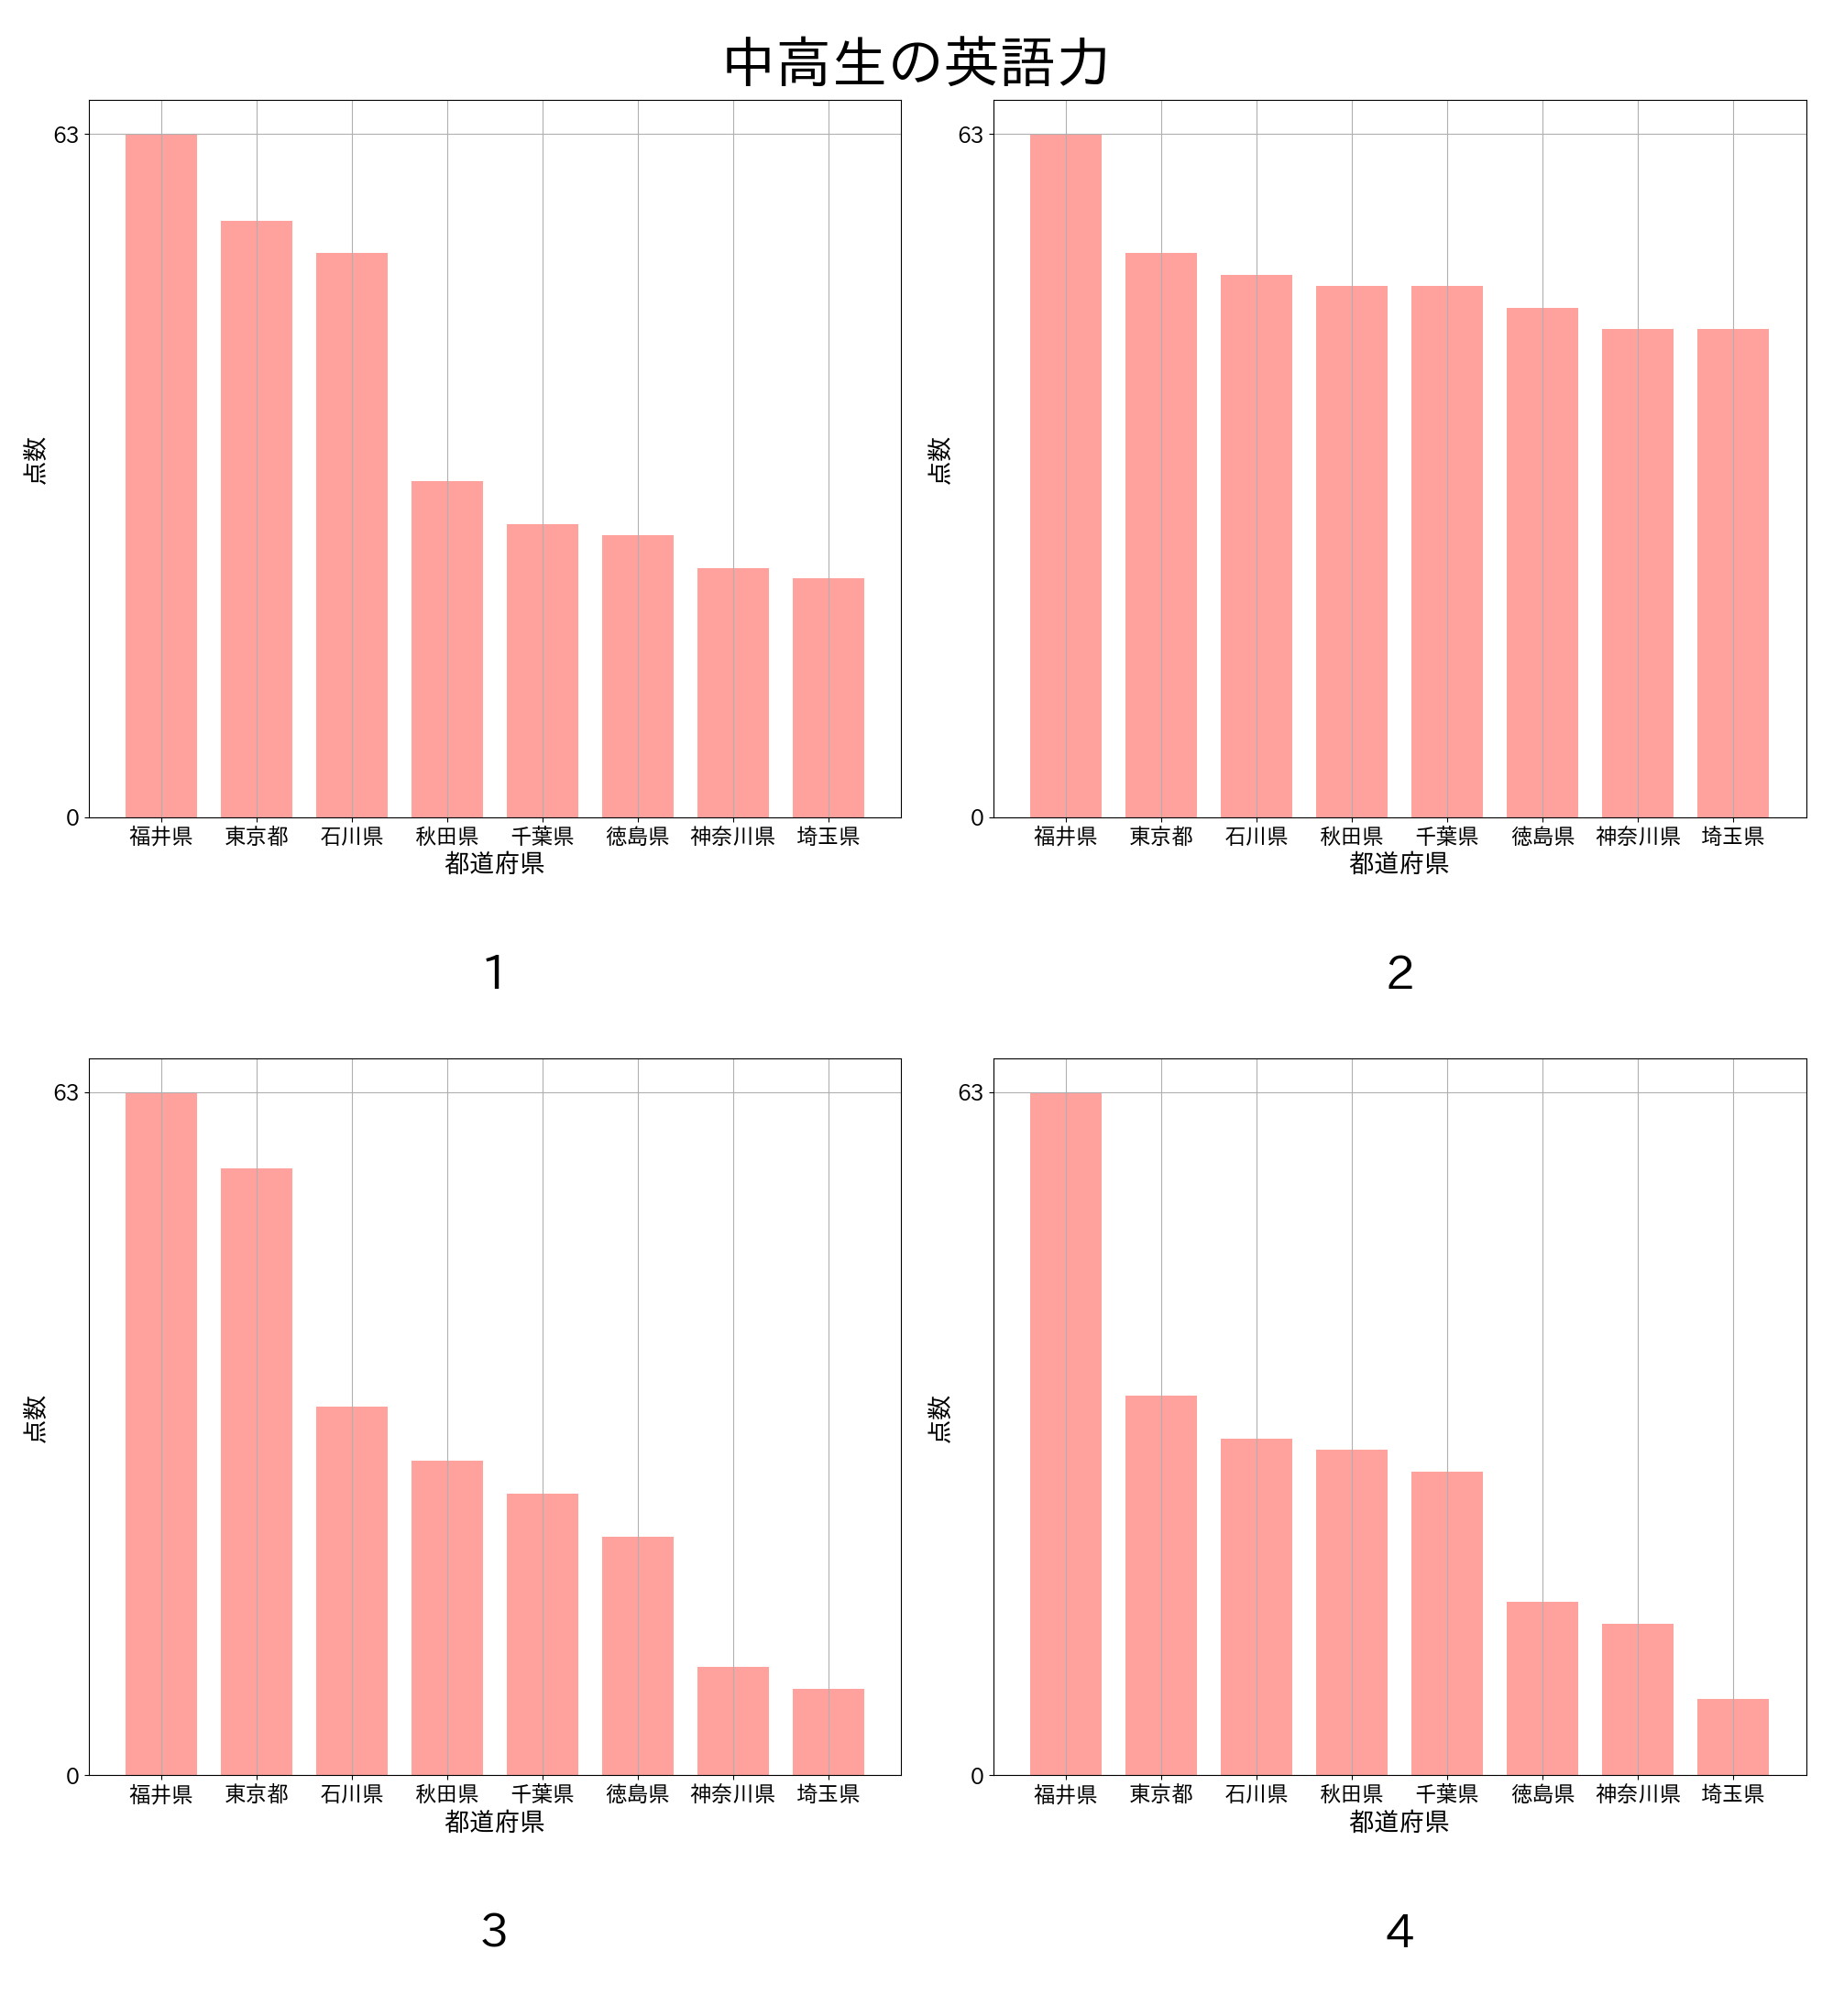 中高生の英語力
63
0
点数
福井県 東京都 石川県 秋田県 千葉県 徳島県 神奈川県 埼玉県
都道府県
1
63
0
点数
福井県 東京都 石川県 秋田県 千葉県 徳島県 神奈川県 埼玉県
都道府県
2
63
0
点数
福井県 東京都 石川県 秋田県 千葉県 徳島県 神奈川県 埼玉県
都道府県
3
63
0
点数
福井県 東京都 石川県 秋田県 千葉県 徳島県 神奈川県 埼玉県
都道府県
4